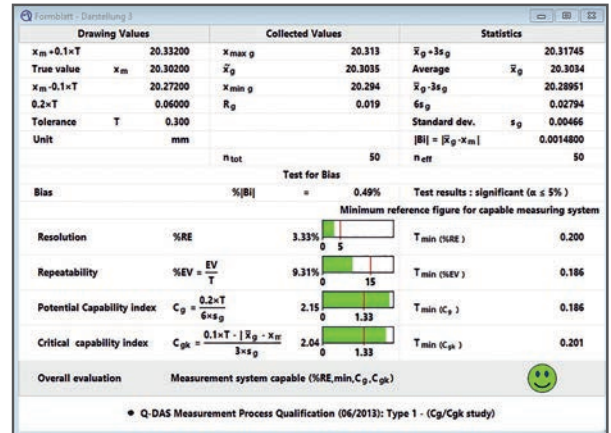 Formblatt - Darstellung 3
Drawing Values Collected Values Statistics
xm+0.1×T 20.33200 xmax g 20.313 x̄g+3sg 20.31745
True value xm 20.30200 x̃g 20.3035 Average x̄g 20.3034
xm-0.1×T 20.27200 xmin g 20.294 x̄g-3sg 20.28951
0.2×T 0.06000 Rg 0.019 6sg 0.02794
Tolerance T 0.300 Standard dev. sg 0.00466
Unit mm |Bi| = |x̄g-xm| 0.0014800
ntot 50 neff 50
Test for Bias
Bias %|Bi| = 0.49% Test results : significant (α ≤ 5% )
Minimum reference figure for capable measuring system
Resolution %RE 3.33% 0 5 Tmin (%RE ) 0.200
Repeatability %EV = EV/T 9.31% 0 15 Tmin (%EV) 0.186
Potential Capability index Cg = 0.2×T/6×sg 2.15 0 1.33 Tmin (Cg ) 0.186
Critical capability index Cgk = 0.1×T - | x̄g - xm/3×sg 2.04 0 1.33 Tmin (Cgk ) 0.201
Overall evaluation Measurement system capable (%RE,min,Cg,Cgk)
• Q-DAS Measurement Process Qualification (06/2013): Type 1 - (Cg/Cgk study)